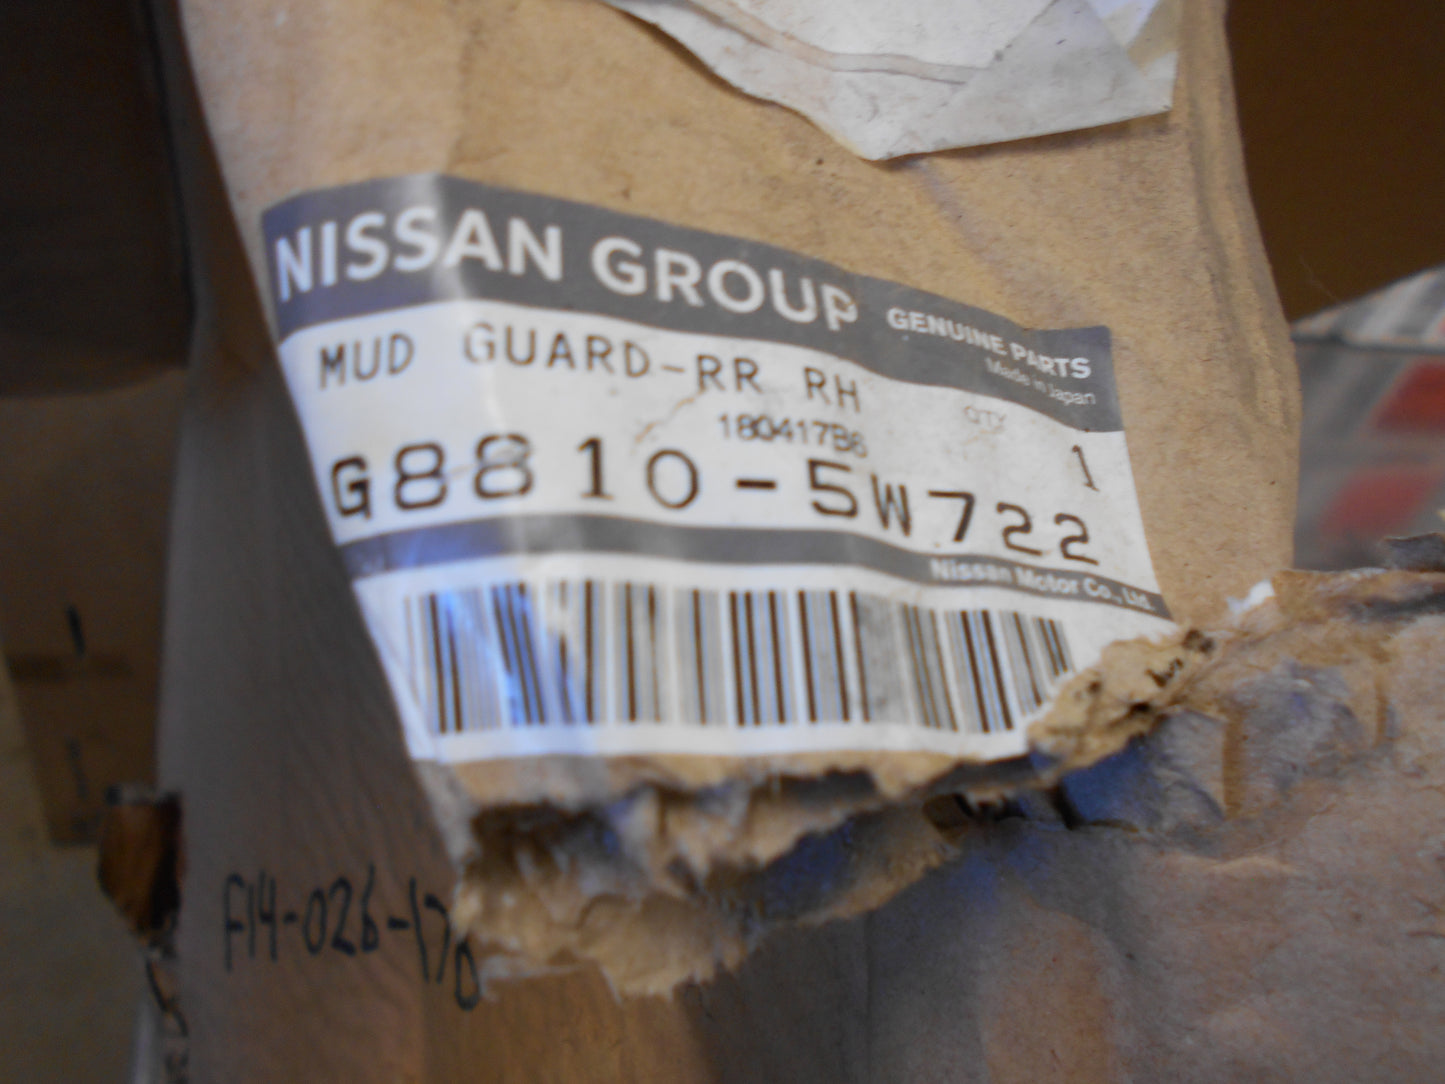 NISSAN GROUP GENUINE PARTS
Made in Japan
MUD GUARD-RR RH
QTY
180417B6
1
G8810-5W722
Nissan Motor Co., Ltd.
F14-026-170